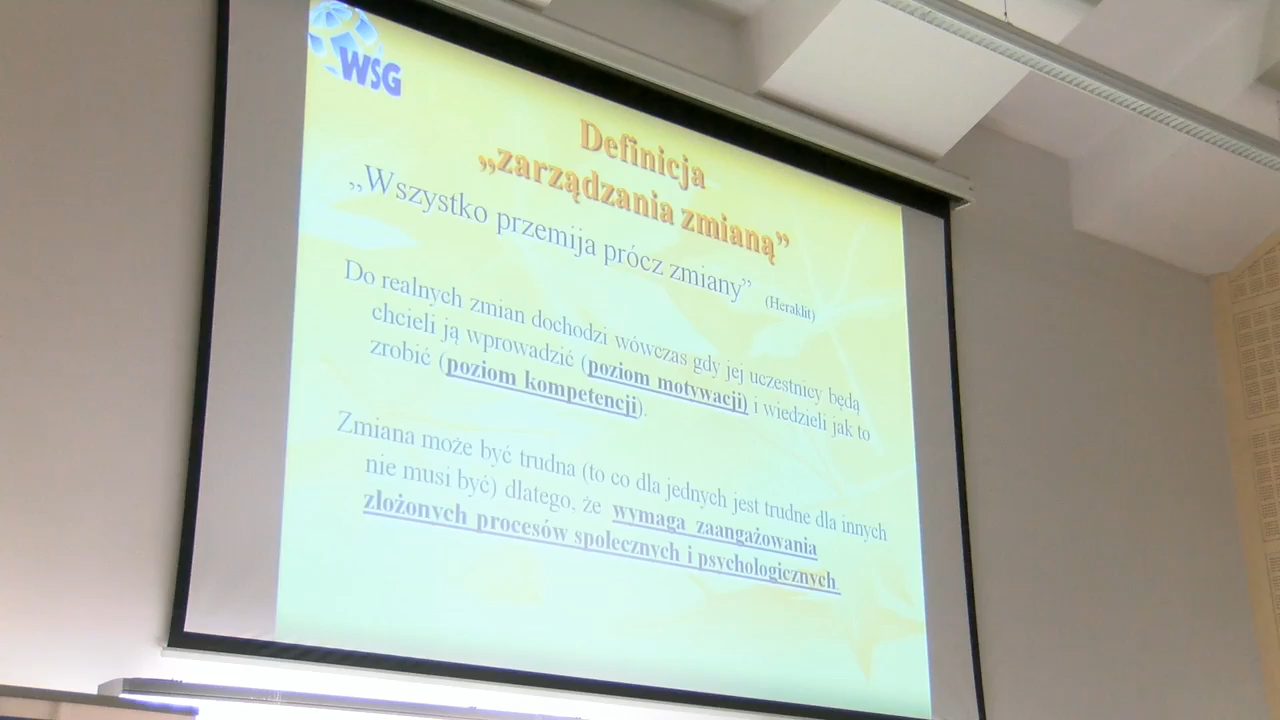 WSG
Definicja
„zarządzania zmianą”
„Wszystko przemija prócz zmiany” (Heraklit)
Do realnych zmian dochodzi wówczas gdy jej uczestnicy będą
chcieli ją wprowadzić (poziom motywacji) i wiedzieli jak to
zrobić (poziom kompetencji).
Zmiana może być trudna (to co dla jednych jest trudne dla innych
nie musi być) dlatego, że wymaga zaangażowania
złożonych procesów społecznych i psychologicznych.